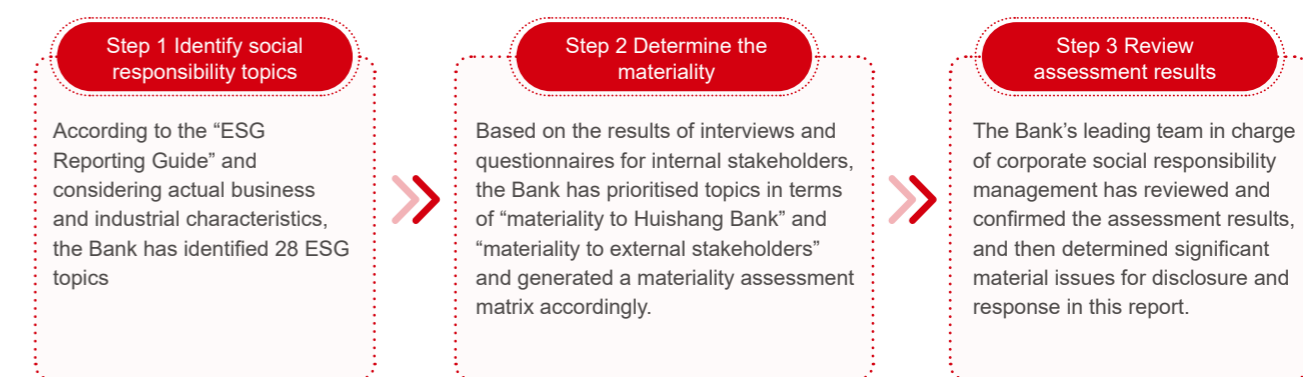 Step 1 Identify social
responsibility topics
According to the “ESG
Reporting Guide” and
considering actual business
and industrial characteristics,
the Bank has identified 28 ESG
topics
Step 2 Determine the
materiality
Based on the results of interviews and
questionnaires for internal stakeholders,
the Bank has prioritised topics in terms
of “materiality to Huishang Bank” and
“materiality to external stakeholders”
and generated a materiality assessment
matrix accordingly.
Step 3 Review
assessment results
The Bank’s leading team in charge
of corporate social responsibility
management has reviewed and
confirmed the assessment results,
and then determined significant
material issues for disclosure and
response in this report.